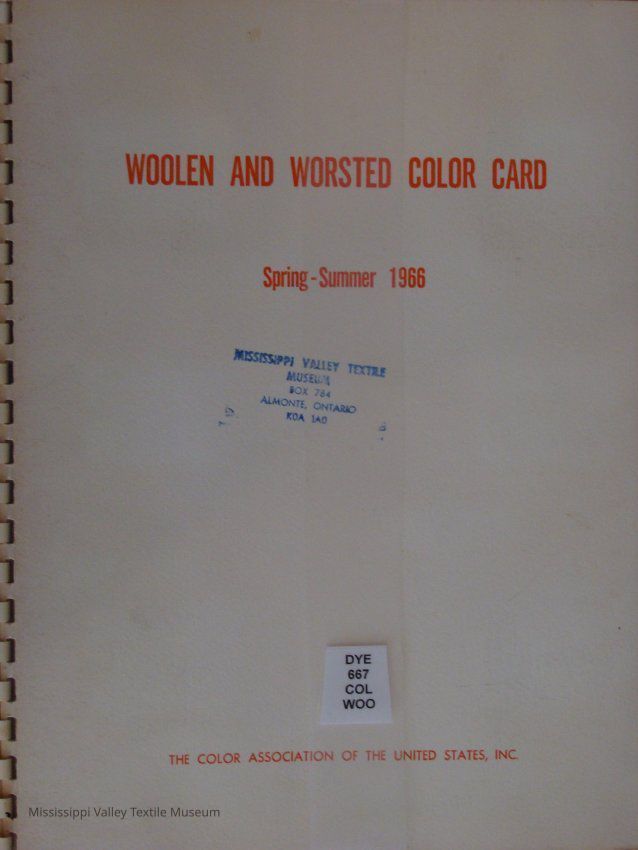 WOOLEN AND WORSTED COLOR CARD
Spring-Summer 1966
MISSISSIPPI VALLEY TEXTILE
MUSEUM
BOX 784
ALMONTE, ONTARIO
K0A 1A0
DYE
667
COL
WOO
THE COLOR ASSOCIATION OF THE UNITED STATES, INC.
Mississippi Valley Textile Museum